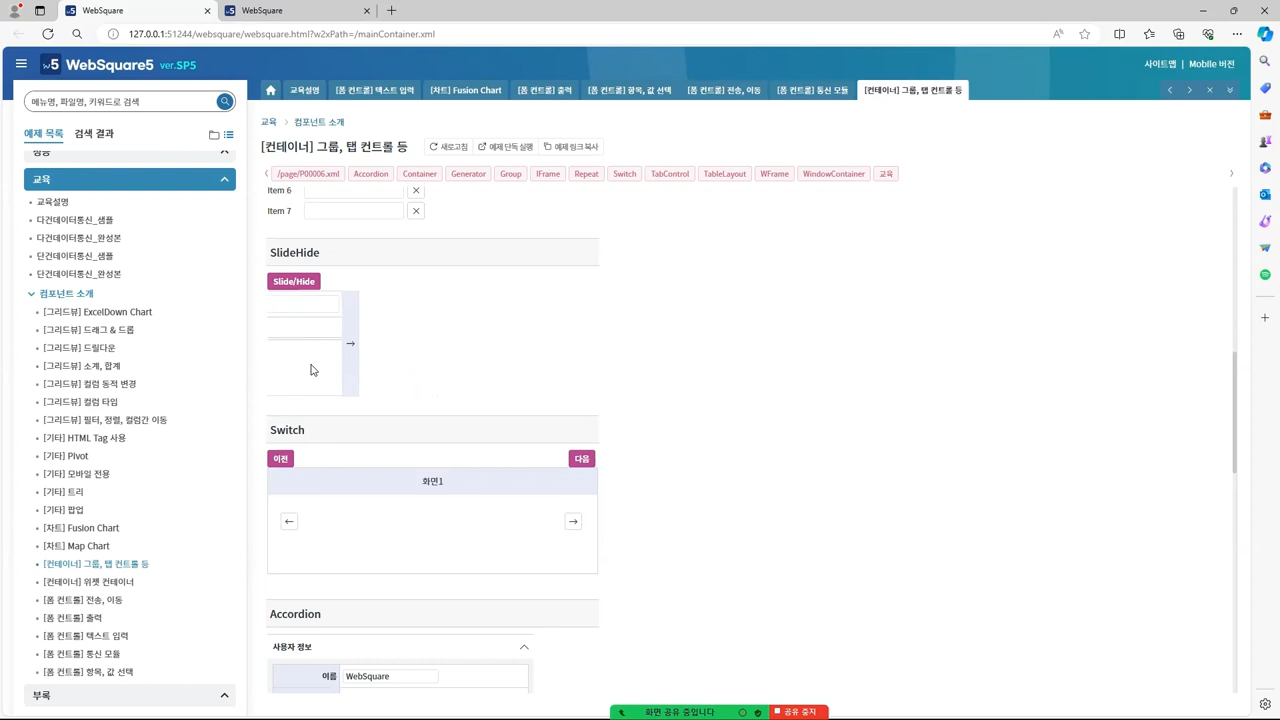 WebSquare
WebSquare
127.0.0.1:51244/websquare/websquare.html?w2xPath=/mainContainer.xml
w5 WebSquare5 ver.SP5
사이트맵 | Mobile 버전
메뉴명, 파일명, 키워드로 검색
교육설명 [폼 컨트롤] 텍스트 입력 [차트] Fusion Chart [폼 컨트롤] 출력 [폼 컨트롤] 항목, 값 선택 [폼 컨트롤] 전송, 이동 [폼 컨트롤] 통신 모듈 [컨테이너] 그룹, 탭 컨트롤 등
예제 목록 검색 결과
교육
교육설명
다건데이터통신_샘플
다건데이터통신_완성본
단건데이터통신_샘플
단건데이터통신_완성본
컴포넌트 소개
[그리드뷰] ExcelDown Chart
[그리드뷰] 드래그 & 드롭
[그리드뷰] 드릴다운
[그리드뷰] 소계, 합계
[그리드뷰] 컬럼 동적 변경
[그리드뷰] 컬럼 타입
[그리드뷰] 필터, 정렬, 컬럼간 이동
[기타] HTML Tag 사용
[기타] Pivot
[기타] 모바일 전용
[기타] 트리
[기타] 팝업
[차트] Fusion Chart
[차트] Map Chart
[컨테이너] 그룹, 탭 컨트롤 등
[컨테이너] 위젯 컨테이너
[폼 컨트롤] 전송, 이동
[폼 컨트롤] 출력
[폼 컨트롤] 텍스트 입력
[폼 컨트롤] 통신 모듈
[폼 컨트롤] 항목, 값 선택
부록
교육 > 컴포넌트 소개
[컨테이너] 그룹, 탭 컨트롤 등 새로고침 예제 단독 실행 예제 링크 복사
/page/P00006.xml Accordion Container Generator Group IFrame Repeat Switch TabControl TableLayout WFrame WindowContainer 교육
Item 6
Item 7
SlideHide
Slide/Hide
Switch
이전 다음
화면1
Accordion
사용자 정보
이름 WebSquare
화면 공유 중입니다 공유 중지